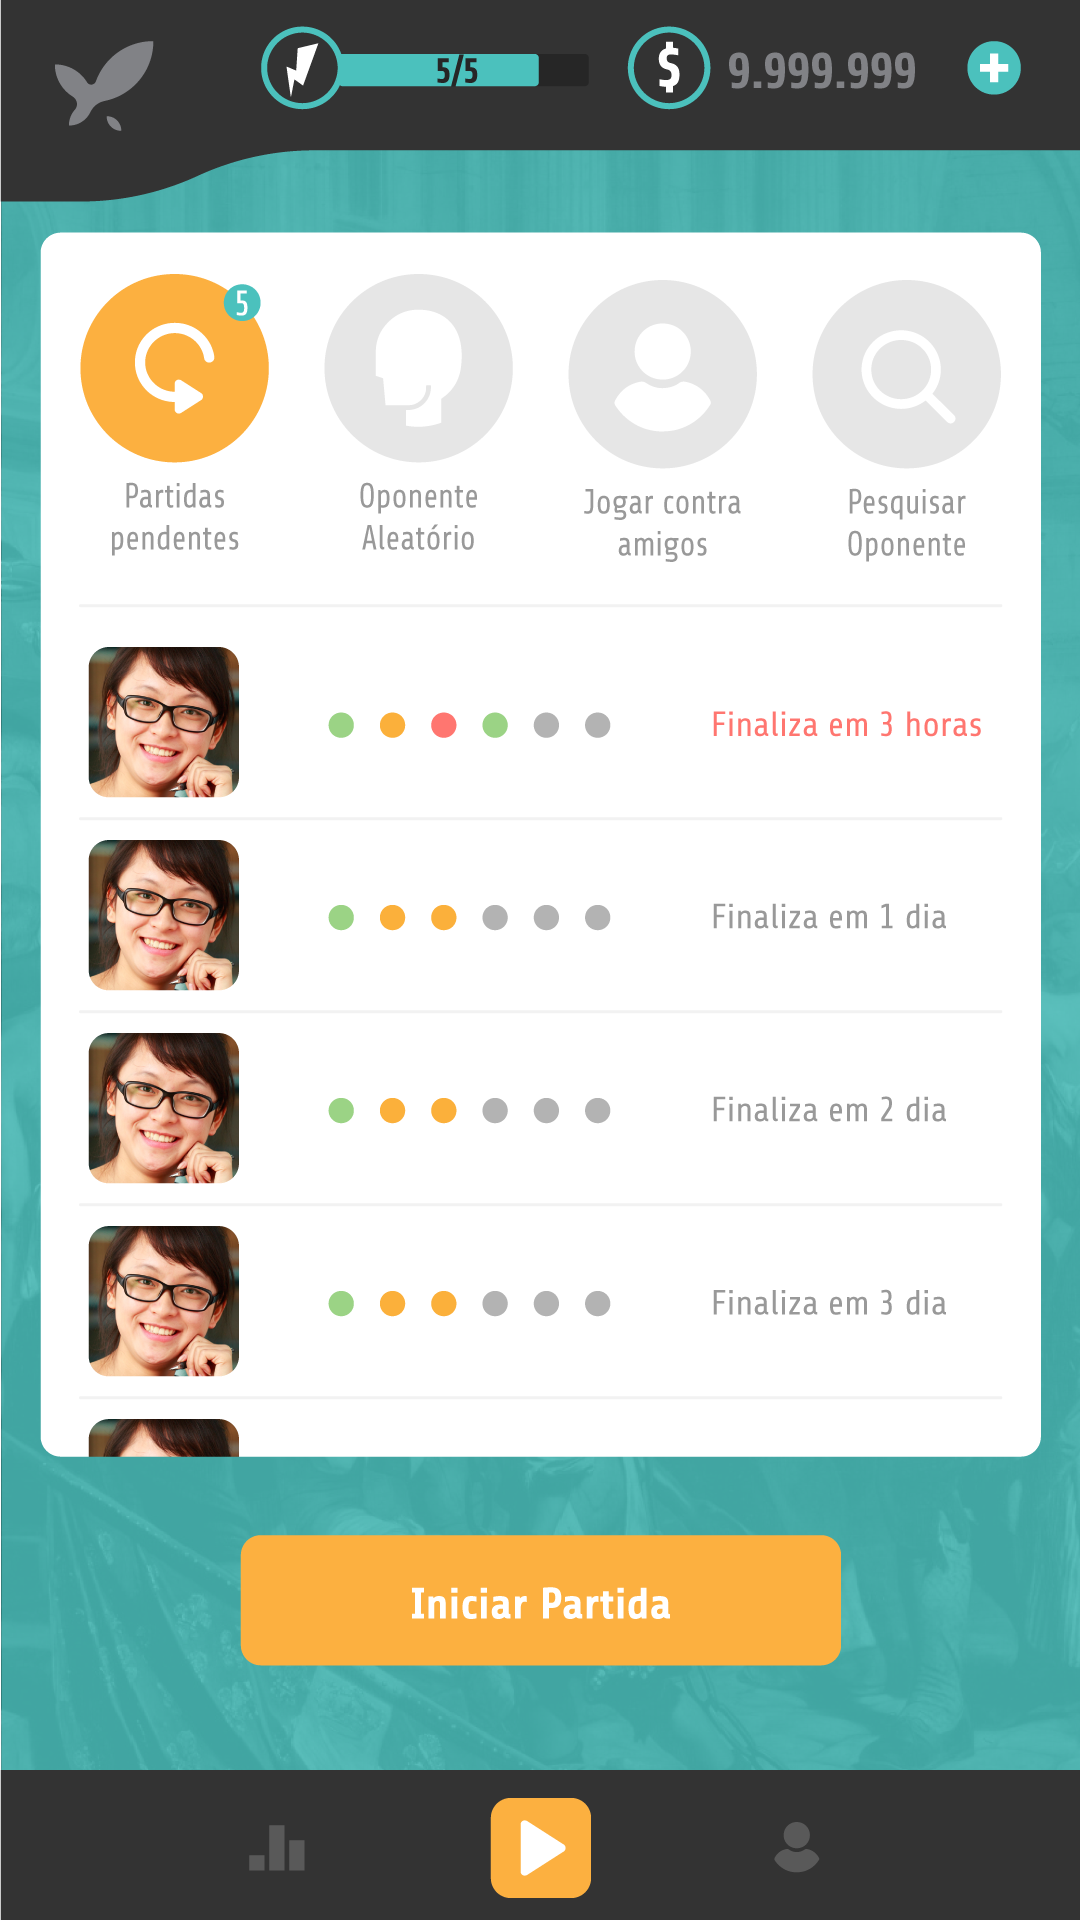 5/5
$
9.999.999
5
Partidas
pendentes
Oponente
Aleatório
Jogar contra
amigos
Pesquisar
Oponente
Finaliza em 3 horas
Finaliza em 1 dia
Finaliza em 2 dia
Finaliza em 3 dia
Iniciar Partida